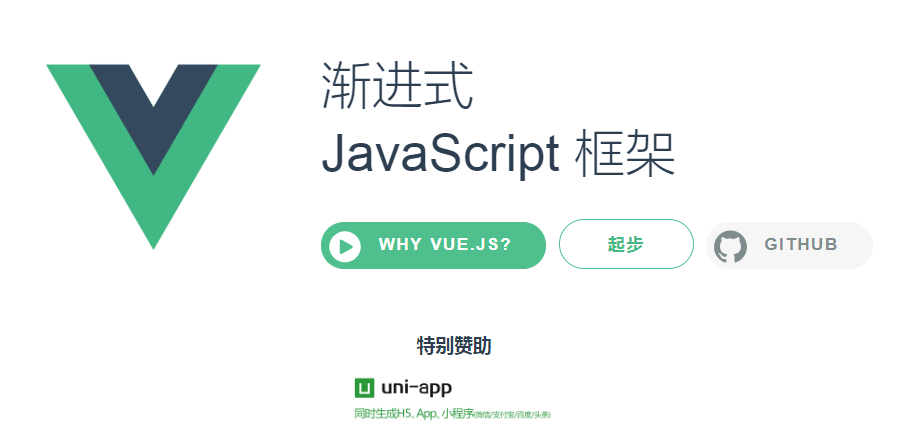 渐进式
JavaScript 框架
WHY VUE.JS? 起步 GITHUB
特别赞助
uni-app
同时生成H5、App、小程序(微信/支付宝/百度/头条)